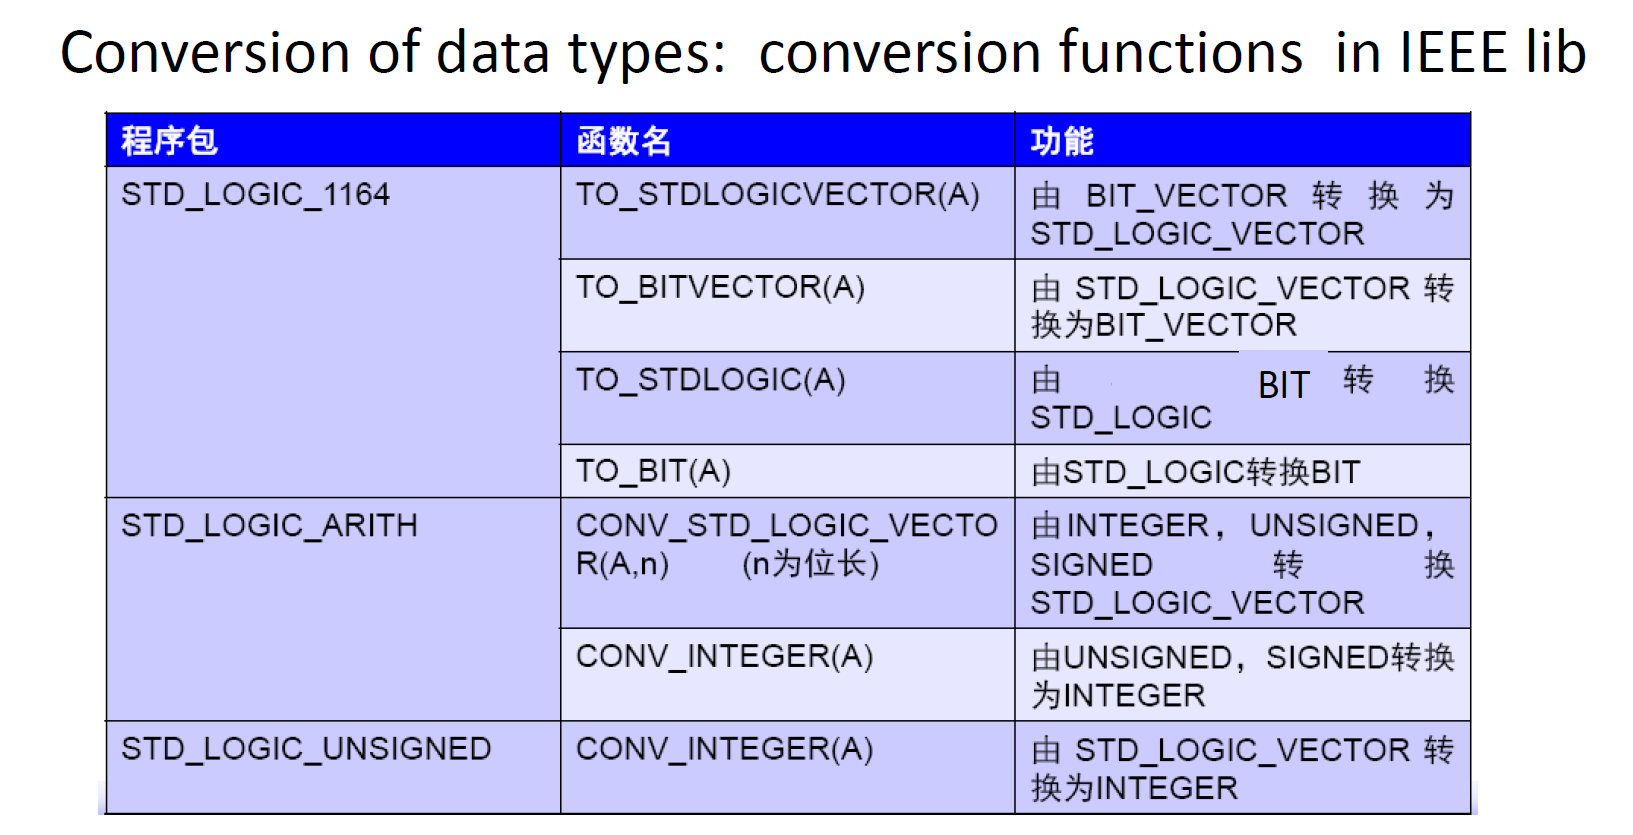 Conversion of data types: conversion functions in IEEE lib
程序包 函数名 功能
STD_LOGIC_1164 TO_STDLOGICVECTOR(A) 由 BIT_VECTOR 转 换 为
STD_LOGIC_VECTOR
TO_BITVECTOR(A) 由 STD_LOGIC_VECTOR 转
换为BIT_VECTOR
TO_STDLOGIC(A) 由 BIT 转 换
STD_LOGIC
TO_BIT(A) 由STD_LOGIC转换BIT
STD_LOGIC_ARITH CONV_STD_LOGIC_VECTO 由INTEGER，UNSIGNED，
R(A,n) (n为位长) SIGNED 转 换
STD_LOGIC_VECTOR
CONV_INTEGER(A) 由UNSIGNED，SIGNED转换
为INTEGER
STD_LOGIC_UNSIGNED CONV_INTEGER(A) 由 STD_LOGIC_VECTOR 转
换为INTEGER